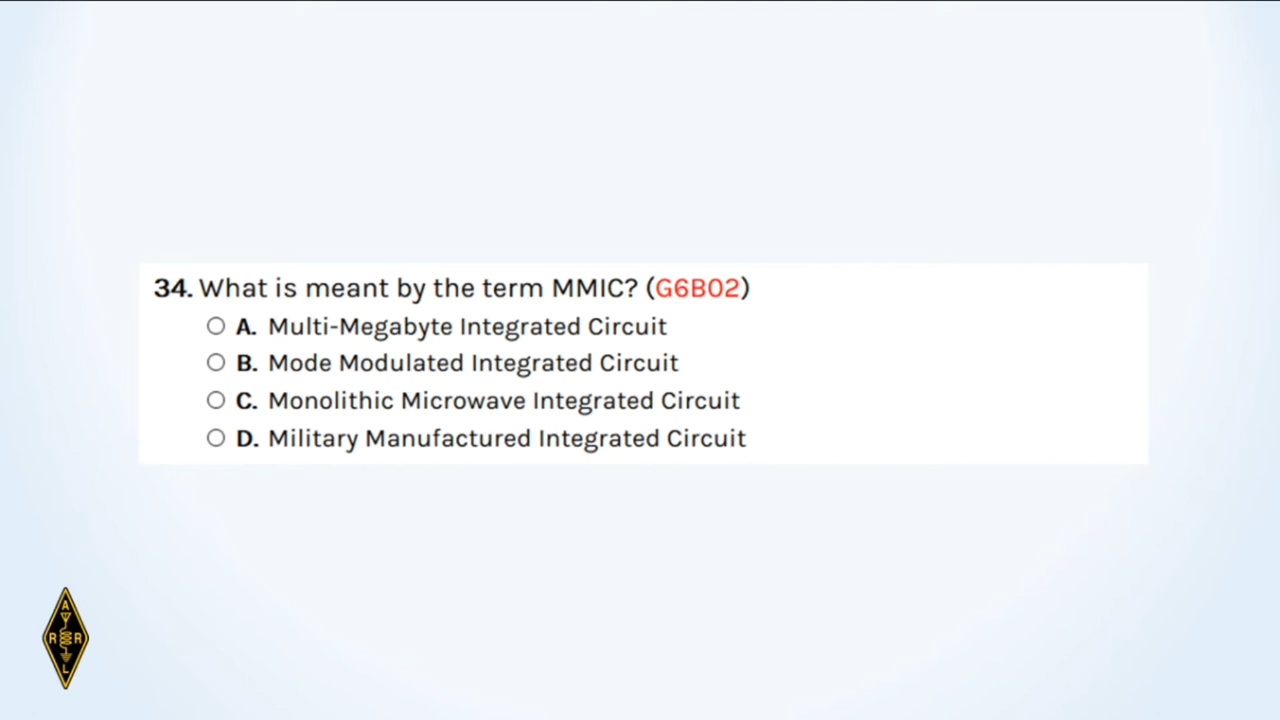 34. What is meant by the term MMIC? (G6B02)
A. Multi-Megabyte Integrated Circuit
B. Mode Modulated Integrated Circuit
C. Monolithic Microwave Integrated Circuit
D. Military Manufactured Integrated Circuit
A
R R
L